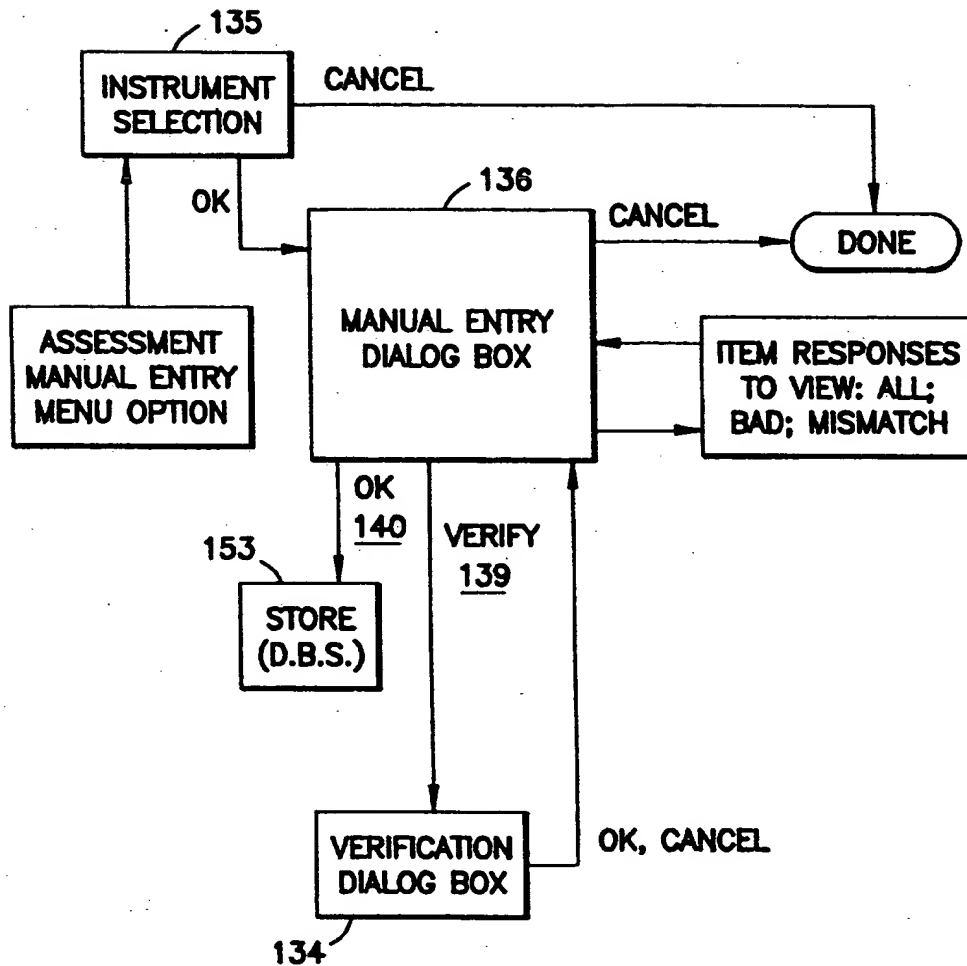 135
INSTRUMENT
SELECTION
CANCEL
OK
136
CANCEL
DONE
ASSESSMENT
MANUAL ENTRY
MENU OPTION
MANUAL ENTRY
DIALOG BOX
ITEM RESPONSES
TO VIEW: ALL;
BAD; MISMATCH
OK
140
VERIFY
139
153
STORE
(D.B.S.)
VERIFICATION
DIALOG BOX
OK, CANCEL
134